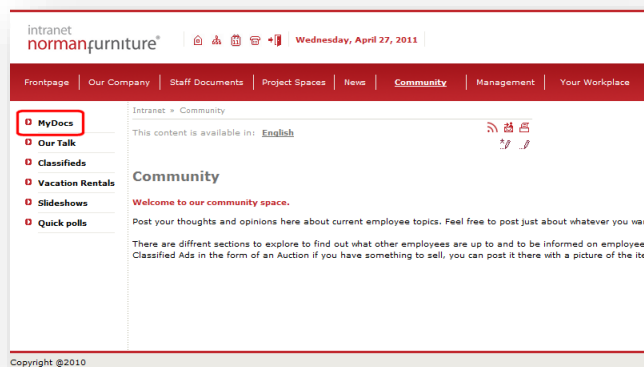 intranet
normanfurniture®
Wednesday, April 27, 2011
Frontpage Our Company Staff Documents Project Spaces News Community Management Your Workplace
MyDocs
Our Talk
Classifieds
Vacation Rentals
Slideshows
Quick polls
Intranet » Community
This content is available in: English
Community
Welcome to our community space.
Post your thoughts and opinions here about current employee topics. Feel free to post just about whatever you
There are diffrent sections to explore to find out what other employees are up to and to be informed on employee
Classified Ads in the form of an Auction if you have something to sell, you can post it there with a picture of the
Copyright @2010